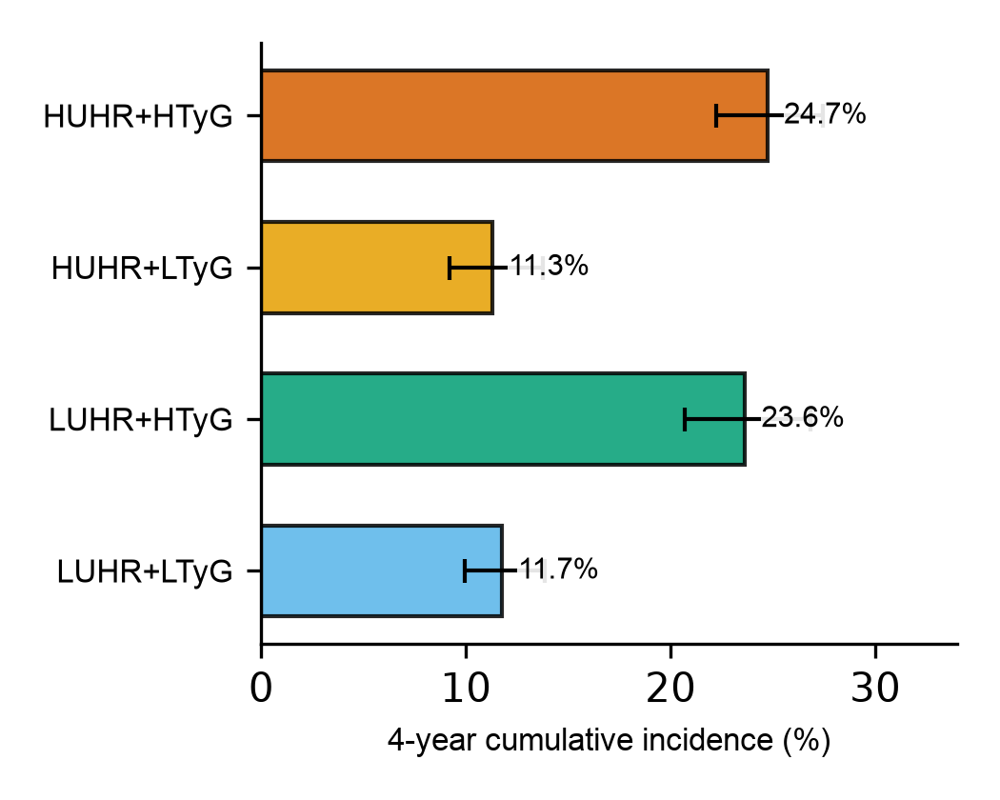 HUHR+HTyG 24.7%
HUHR+LTyG 11.3%
LUHR+HTyG 23.6%
LUHR+LTyG 11.7%
0 10 20 30
4-year cumulative incidence (%)